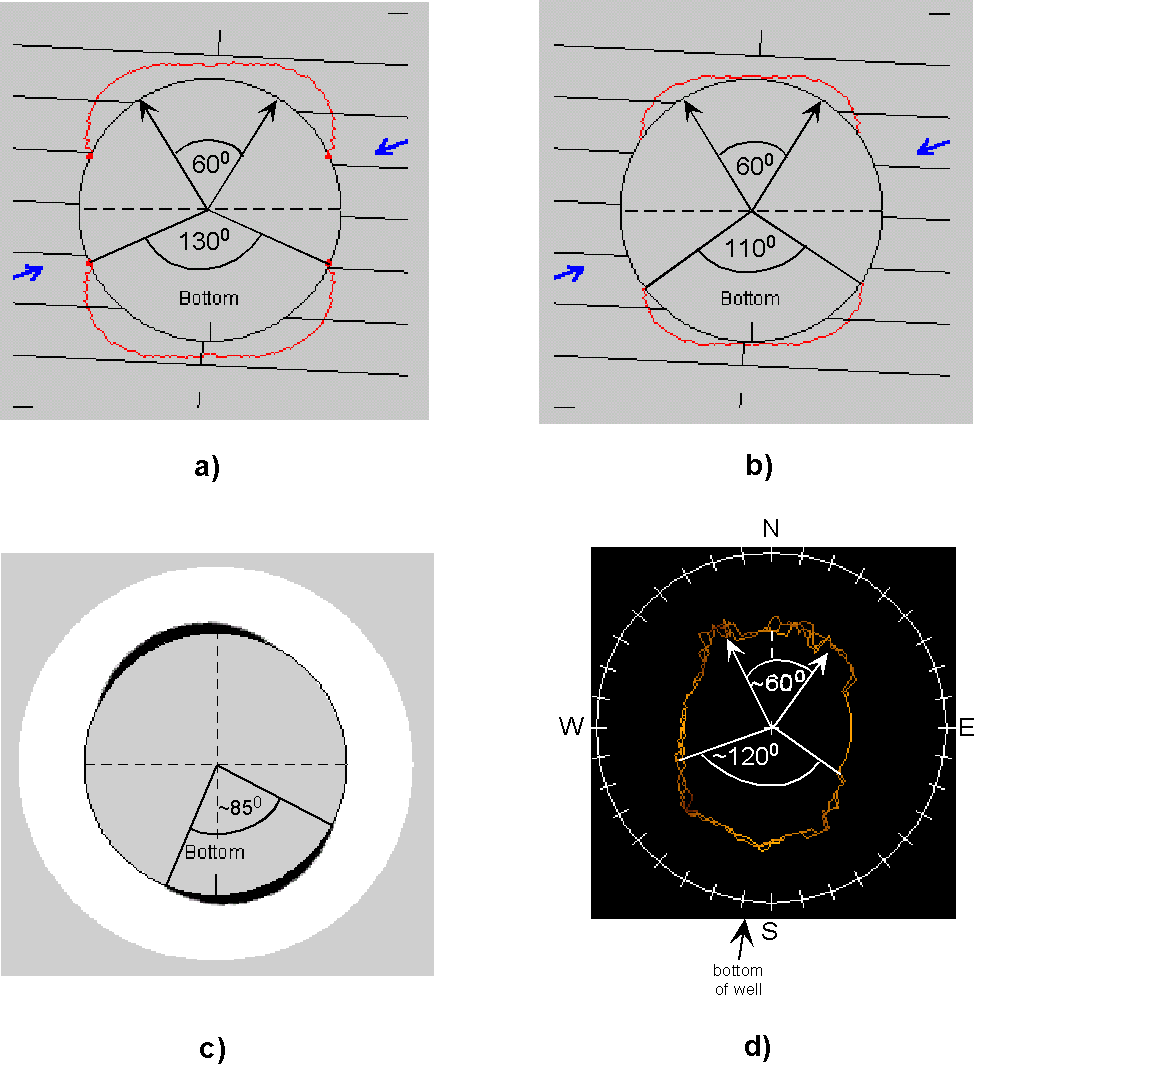 60⁰
130⁰
Bottom
a)
60⁰
110⁰
Bottom
b)
~85⁰
Bottom
c)
N
W
E
S
~60⁰
~120⁰
bottom
of well
d)